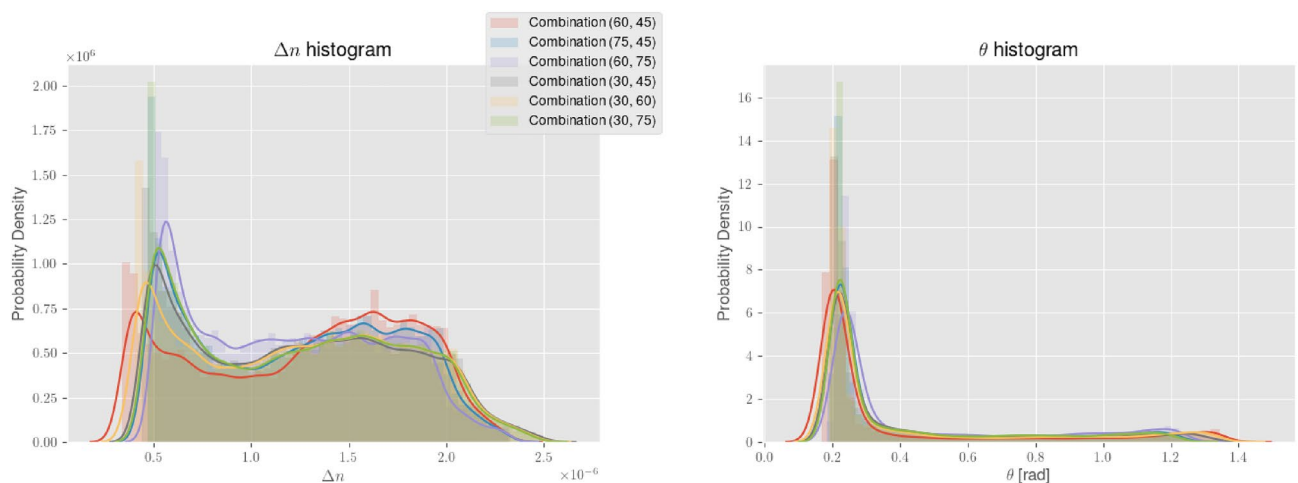 Combination (60, 45)
Combination (75, 45)
Combination (60, 75)
Combination (30, 45)
Combination (30, 60)
Combination (30, 75)
Δn histogram
×10⁶
2.00
1.75
1.50
1.25
1.00
0.75
0.50
0.25
0.00
Probability Density
0.5 1.0 1.5 2.0 2.5
Δn
×10⁻⁶
θ histogram
16
14
12
10
8
6
4
2
0
Probability Density
0.0 0.2 0.4 0.6 0.8 1.0 1.2 1.4
θ [rad]